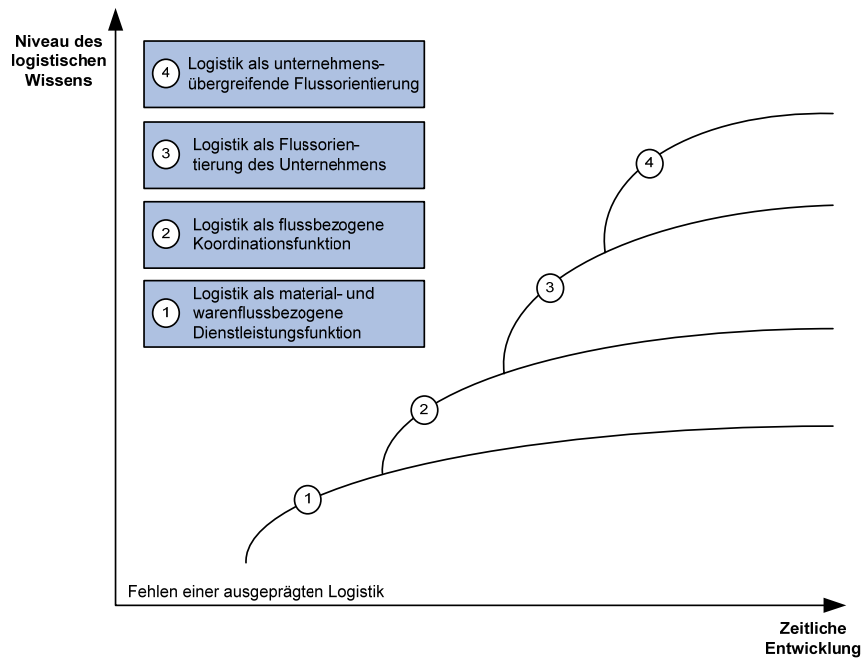 Niveau des
logistischen
Wissens
4
Logistik als unternehmens-
übergreifende Flussorientierung
3
Logistik als Flussorien-
tierung des Unternehmens
2
Logistik als flussbezogene
Koordinationsfunktion
1
Logistik als material- und
warenflussbezogene
Dienstleistungsfunktion
4
3
2
1
Fehlen einer ausgeprägten Logistik
Zeitliche
Entwicklung